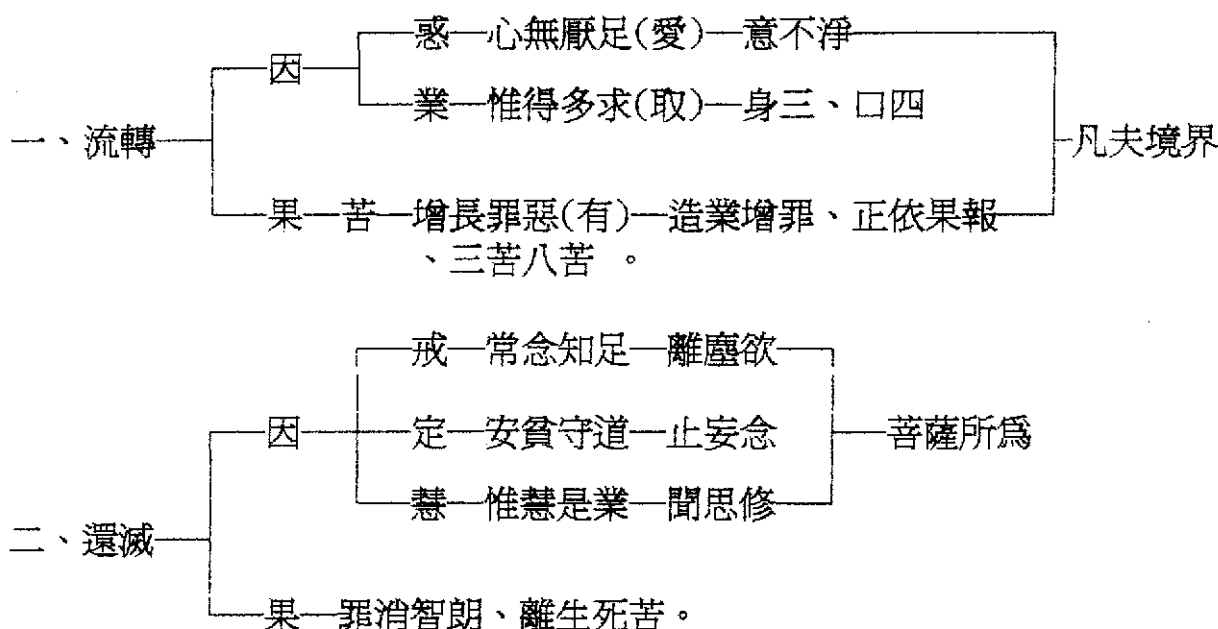 惑 心無厭足(愛) 意不淨
因
業 惟得多求(取) 身三、口四
一、流轉 凡夫境界
果 苦 增長罪惡(有) 造業增罪、正依果報
、三苦八苦 。
戒 常念知足 離塵欲
因 定 安貧守道 止妄念 菩薩所為
慧 惟慧是業 聞思修
二、還滅
果 罪消智朗、離生死苦。